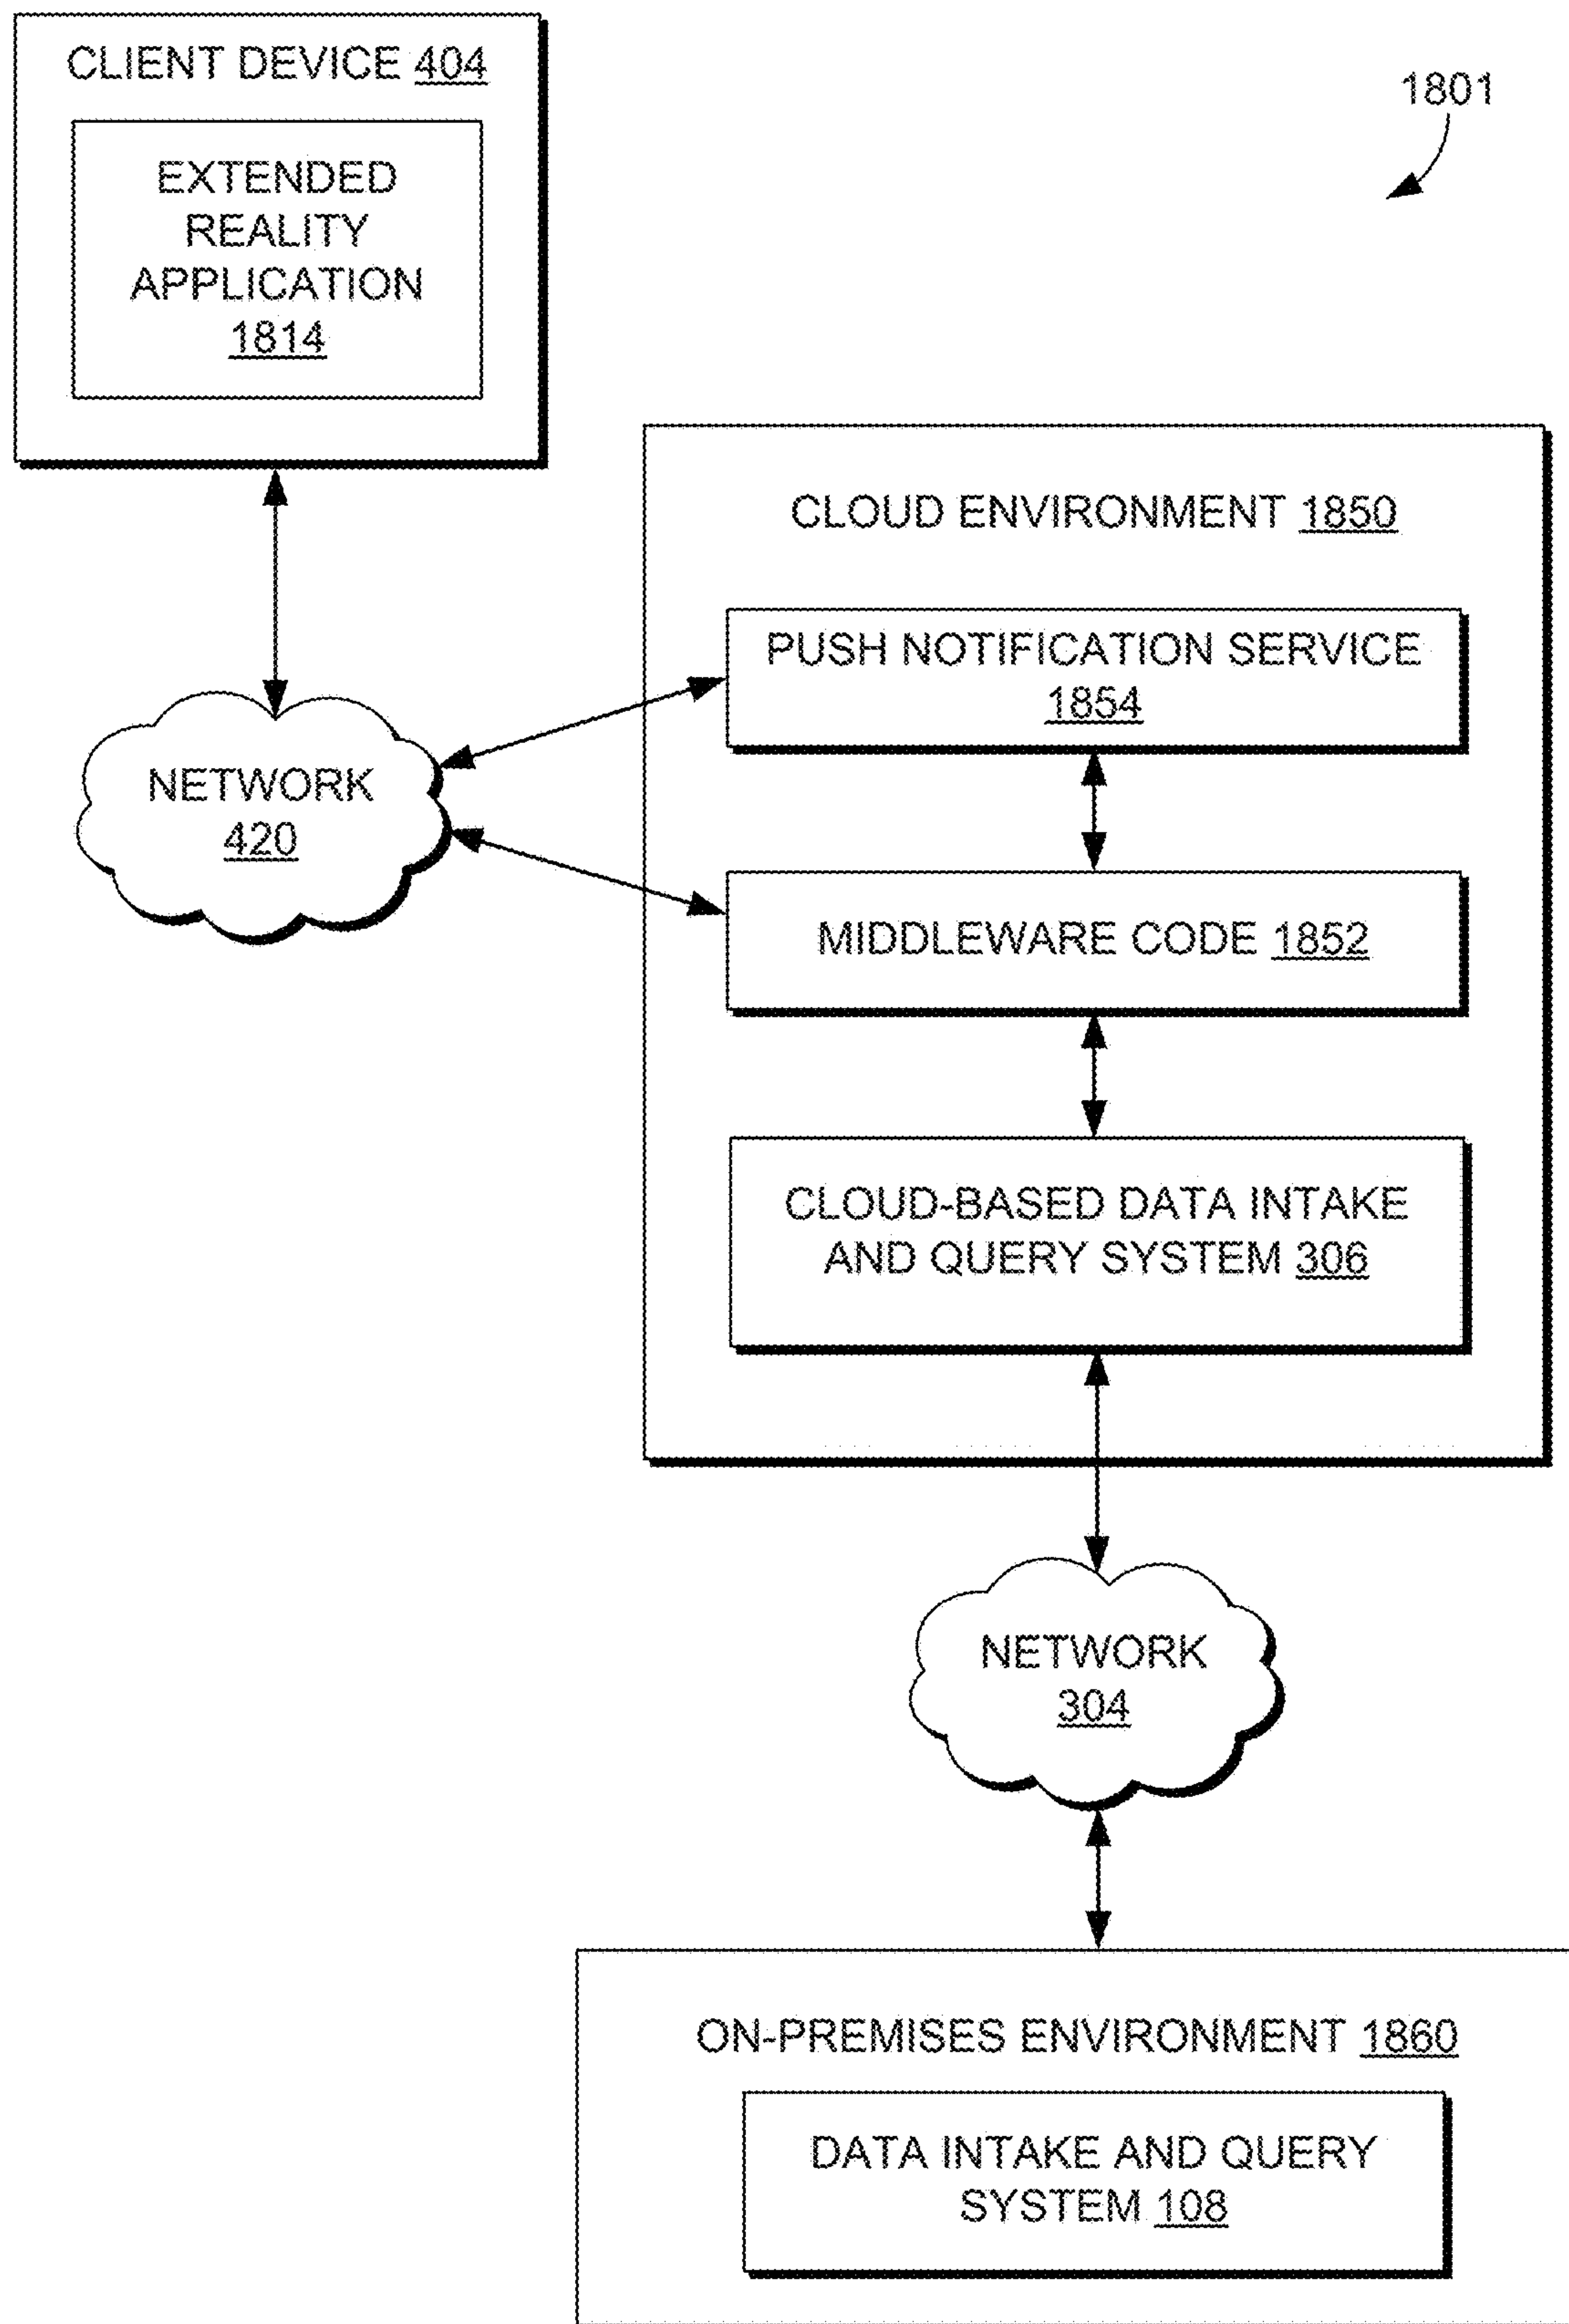 CLIENT DEVICE 404
EXTENDED
REALITY
APPLICATION
1814
1801
CLOUD ENVIRONMENT 1850
PUSH NOTIFICATION SERVICE
1854
NETWORK
420
MIDDLEWARE CODE 1852
CLOUD-BASED DATA INTAKE
AND QUERY SYSTEM 306
NETWORK
304
ON-PREMISES ENVIRONMENT 1860
DATA INTAKE AND QUERY
SYSTEM 108